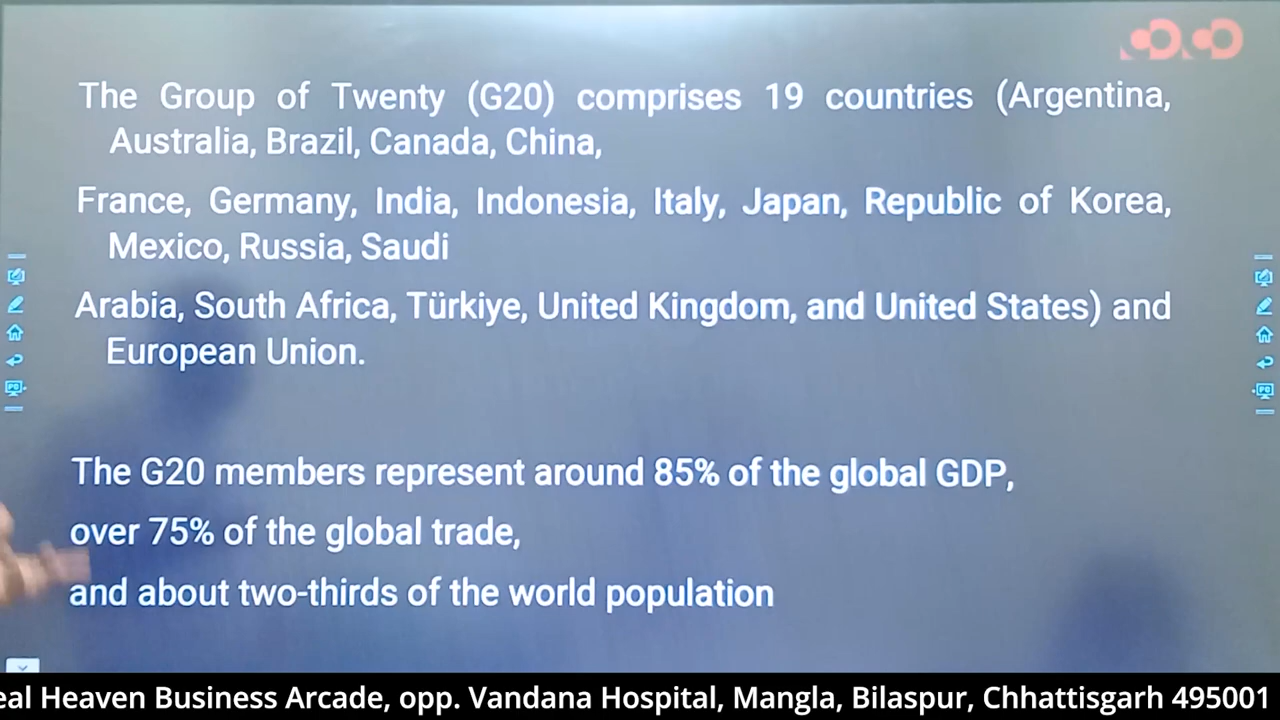 The Group of Twenty (G20) comprises 19 countries (Argentina,
Australia, Brazil, Canada, China,
France, Germany, India, Indonesia, Italy, Japan, Republic of Korea,
Mexico, Russia, Saudi
Arabia, South Africa, Türkiye, United Kingdom, and United States) and
European Union.
The G20 members represent around 85% of the global GDP,
over 75% of the global trade,
and about two-thirds of the world population
eal Heaven Business Arcade, opp. Vandana Hospital, Mangla, Bilaspur, Chhattisgarh 495001